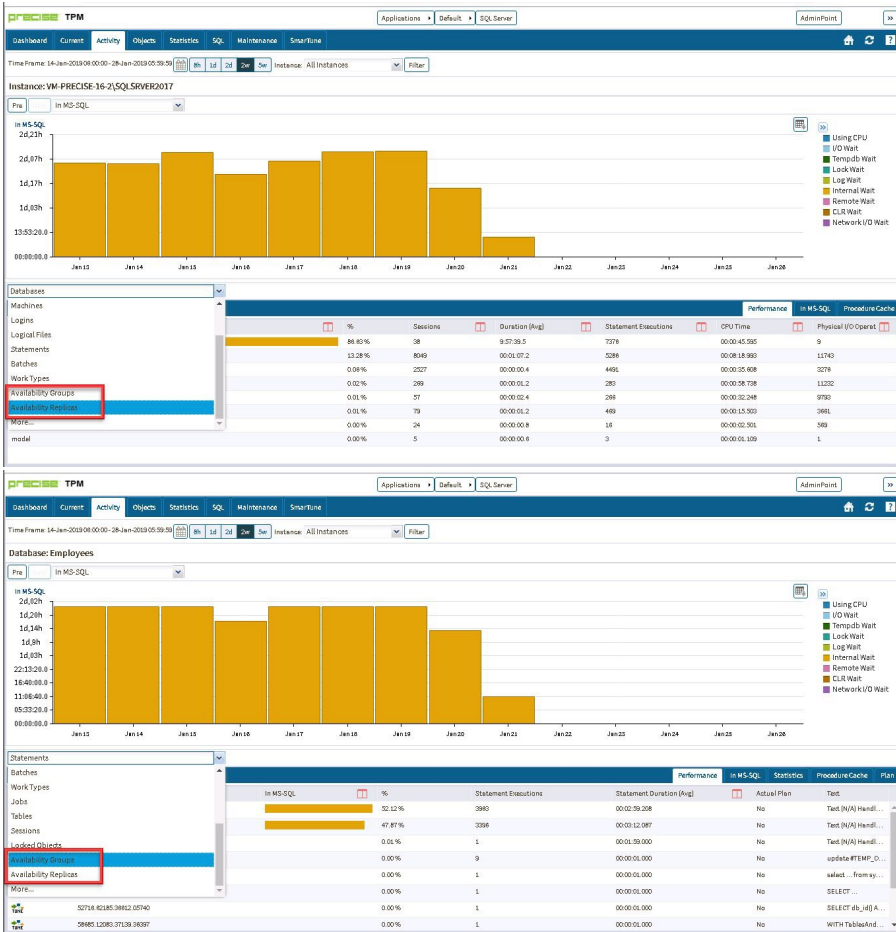 precise TPM Applications Default SQL Server AdminPoint »
Dashboard Current Activity Objects Statistics SQL Maintenance SmarTune ?
Time Frame: 14-Jan-2019 06:00:00 - 28-Jan-2019 05:59:59 8h 1d 2d 2w 5w Instance: All Instances Filter
Instance: VM-PRECISE-16-2\SQLSRVER2017
Pre In MS-SQL
In MS-SQL
2d,21h
2d,07h
1d,17h
1d,03h
13:53:20.0
00:00:00.0
Jan 13 Jan 14 Jan 15 Jan 16 Jan 17 Jan 18 Jan 19 Jan 20 Jan 21 Jan 22 Jan 23 Jan 24 Jan 25 Jan 26
»
Using CPU
I/O Wait
Tempdb Wait
Lock Wait
Log Wait
Internal Wait
Remote Wait
CLR Wait
Network I/O Wait
Databases
Machines
Logins
Logical Files
Statements
Batches
Work Types
Availability Groups
Availability Replicas
More...
Performance In MS-SQL Procedure Cache
% Sessions Duration (Avg) Statement Executions CPU Time Physical I/O Operat
86.63 % 38 9:57:39.5 7376 00:00:45.595 9
13.28 % 8049 00:01:07.2 5286 00:08:18.993 11743
0.06 % 2527 00:00:00.4 4491 00:00:35.608 3276
0.02 % 269 00:00:01.2 283 00:00:58.738 11232
0.01 % 57 00:00:02.4 266 00:00:32.248 9793
0.01 % 79 00:00:01.2 469 00:00:15.503 3661
0.00 % 24 00:00:00.8 16 00:00:02.501 569
model 0.00 % 5 00:00:00.6 3 00:00:01.109 1
precise TPM Applications Default SQL Server AdminPoint »
Dashboard Current Activity Objects Statistics SQL Maintenance SmarTune ?
Time Frame: 14-Jan-2019 06:00:00 - 28-Jan-2019 05:59:59 8h 1d 2d 2w 5w Instance: All Instances Filter
Database: Employees
Pre In MS-SQL
In MS-SQL
2d,02h
1d,20h
1d,14h
1d,9h
1d,03h
22:13:20.0
16:40:00.0
11:06:40.0
05:33:20.0
00:00:00.0
Jan 13 Jan 14 Jan 15 Jan 16 Jan 17 Jan 18 Jan 19 Jan 20 Jan 21 Jan 22 Jan 23 Jan 24 Jan 25 Jan 26
»
Using CPU
I/O Wait
Tempdb Wait
Lock Wait
Log Wait
Internal Wait
Remote Wait
CLR Wait
Network I/O Wait
Statements
Batches
Work Types
Jobs
Tables
Sessions
Locked Objects
Availability Groups
Availability Replicas
More...
Performance In MS-SQL Statistics Procedure Cache Plan
In MS-SQL % Statement Executions Statement Duration (Avg) Actual Plan Text
52.12 % 3983 00:02:59.208 No Text (N/A) Handl...
47.87 % 3396 00:03:12.087 No Text (N/A) Handl...
0.01 % 1 00:01:59.000 No Text (N/A) Handl...
0.00 % 9 00:00:01.000 No update #TEMP_O...
0.00 % 1 00:00:01.000 No select ... from sy...
0.00 % 1 00:00:01.000 No SELECT ...
TUNE 52716.62185.36612.05740 0.00 % 1 00:00:01.000 No SELECT db_id() A...
TUNE 58685.12083.37139.36397 0.00 % 1 00:00:01.000 No WITH TablesAnd...